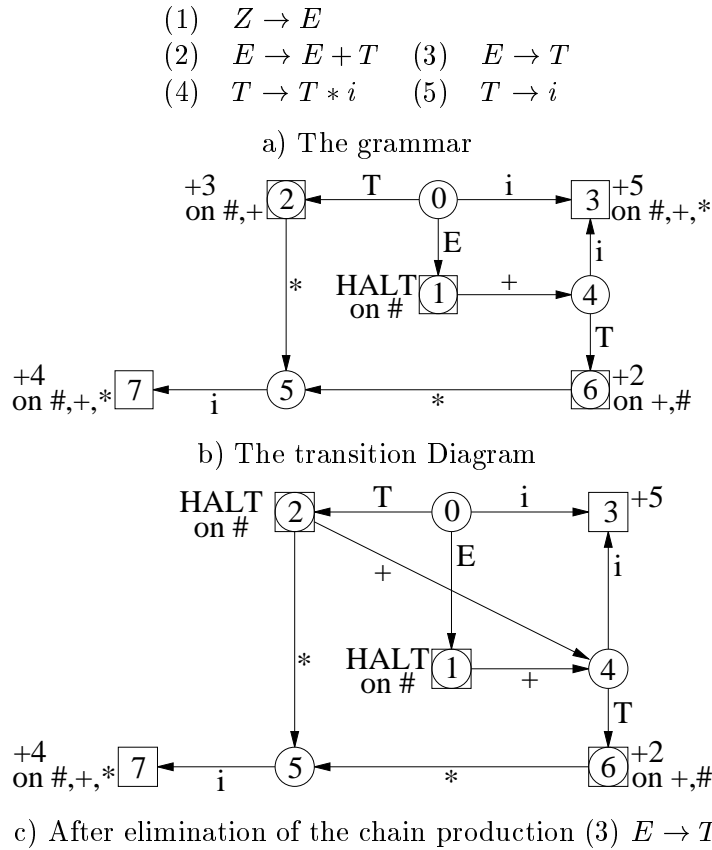 (1) Z → E
(2) E → E + T (3) E → T
(4) T → T * i (5) T → i
a) The grammar
+3 on #,+ 2 T 0 i 3 +5 on #,+,*
E i
* HALT on # 1 + 4
T
+4 on #,+,* 7 i 5 * 6 +2 on +,#
b) The transition Diagram
HALT on # 2 T 0 i 3 +5
E
+ i
* HALT on # 1 + 4
T
+4 on #,+,* 7 i 5 * 6 +2 on +,#
c) After elimination of the chain production (3) E → T